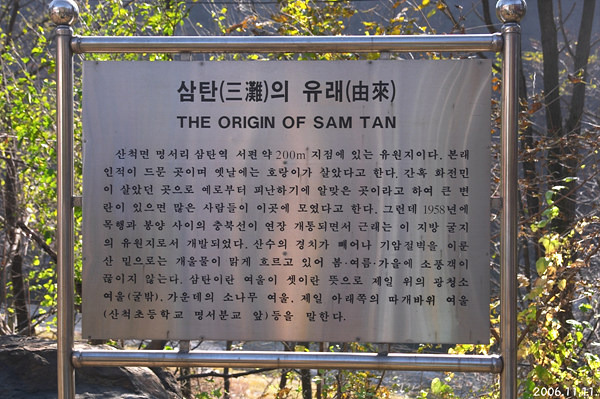 삼탄(三灘)의 유래(由來)
THE ORIGIN OF SAM TAN
산척면 명서리 삼탄역 서편 약 200m 지점에 있는 유원지이다. 본래
인적이 드문 곳이며 옛날에는 호랑이가 살았다고 한다. 간혹 화전민
이 살았던 곳으로 예로부터 피난하기에 알맞은 곳이라고 하여 큰 변
란이 있으면 많은 사람들이 이곳에 모였다고 한다. 그런데 1958년에
목행과 봉양 사이의 충북선이 연장 개통되면서 근래는 이 지방 굴지
의 유원지로서 개발되었다. 산수의 경치가 빼어나 기암절벽을 이룬
산 밑으로는 개울물이 맑게 흐르고 있어 봄·여름·가을에 소풍객이
끊이지 않는다. 삼탄이란 여울이 셋이란 뜻으로 제일 위의 광청소
여울(굴밖), 가운데의 소나무 여울, 제일 아래쪽의 따개바위 여울
(산척초등학교 명서분교 앞)등을 말한다.
2006.11.11.